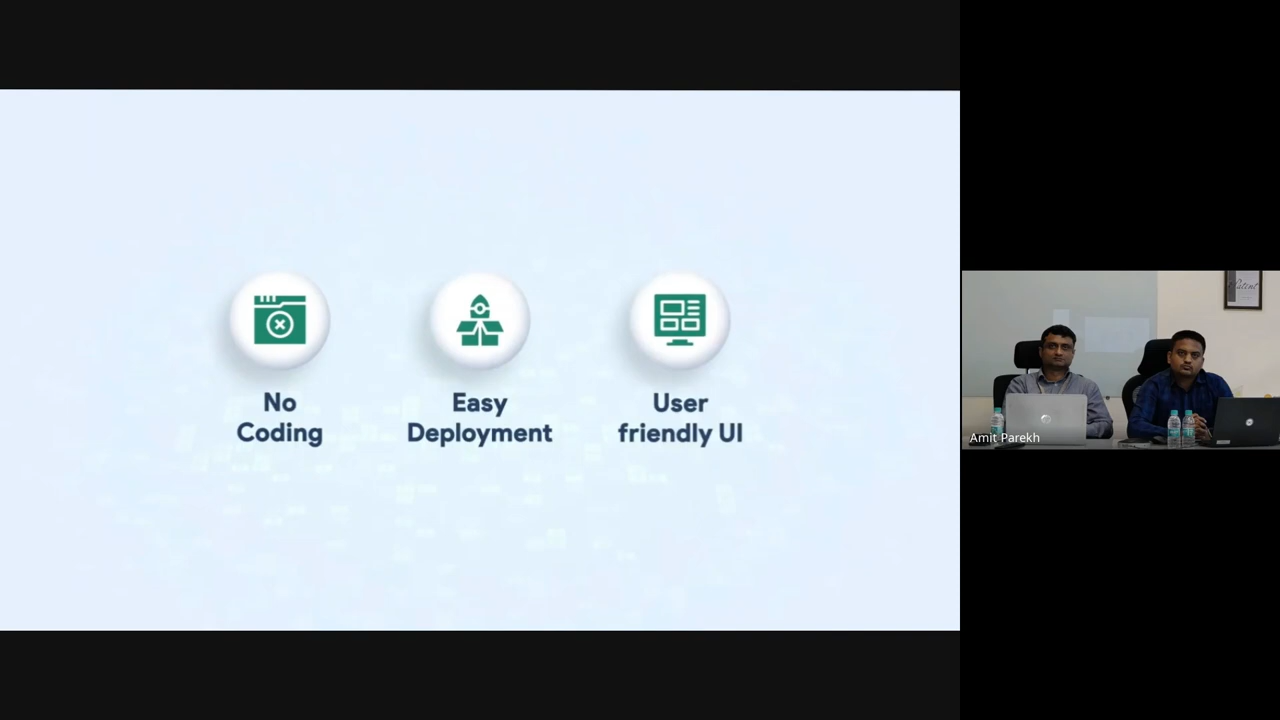 No
Coding
Easy
Deployment
User
friendly UI
Amit Parekh